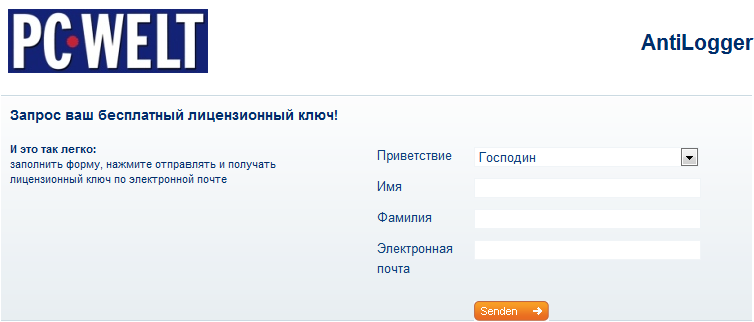 PC WELT
AntiLogger
Запрос ваш бесплатный лицензионный ключ!
И это так легко:
заполнить форму, нажмите отправлять и получать
лицензионный ключ по электронной почте
Приветствие
Господин
Имя
Фамилия
Электронная
почта
Senden